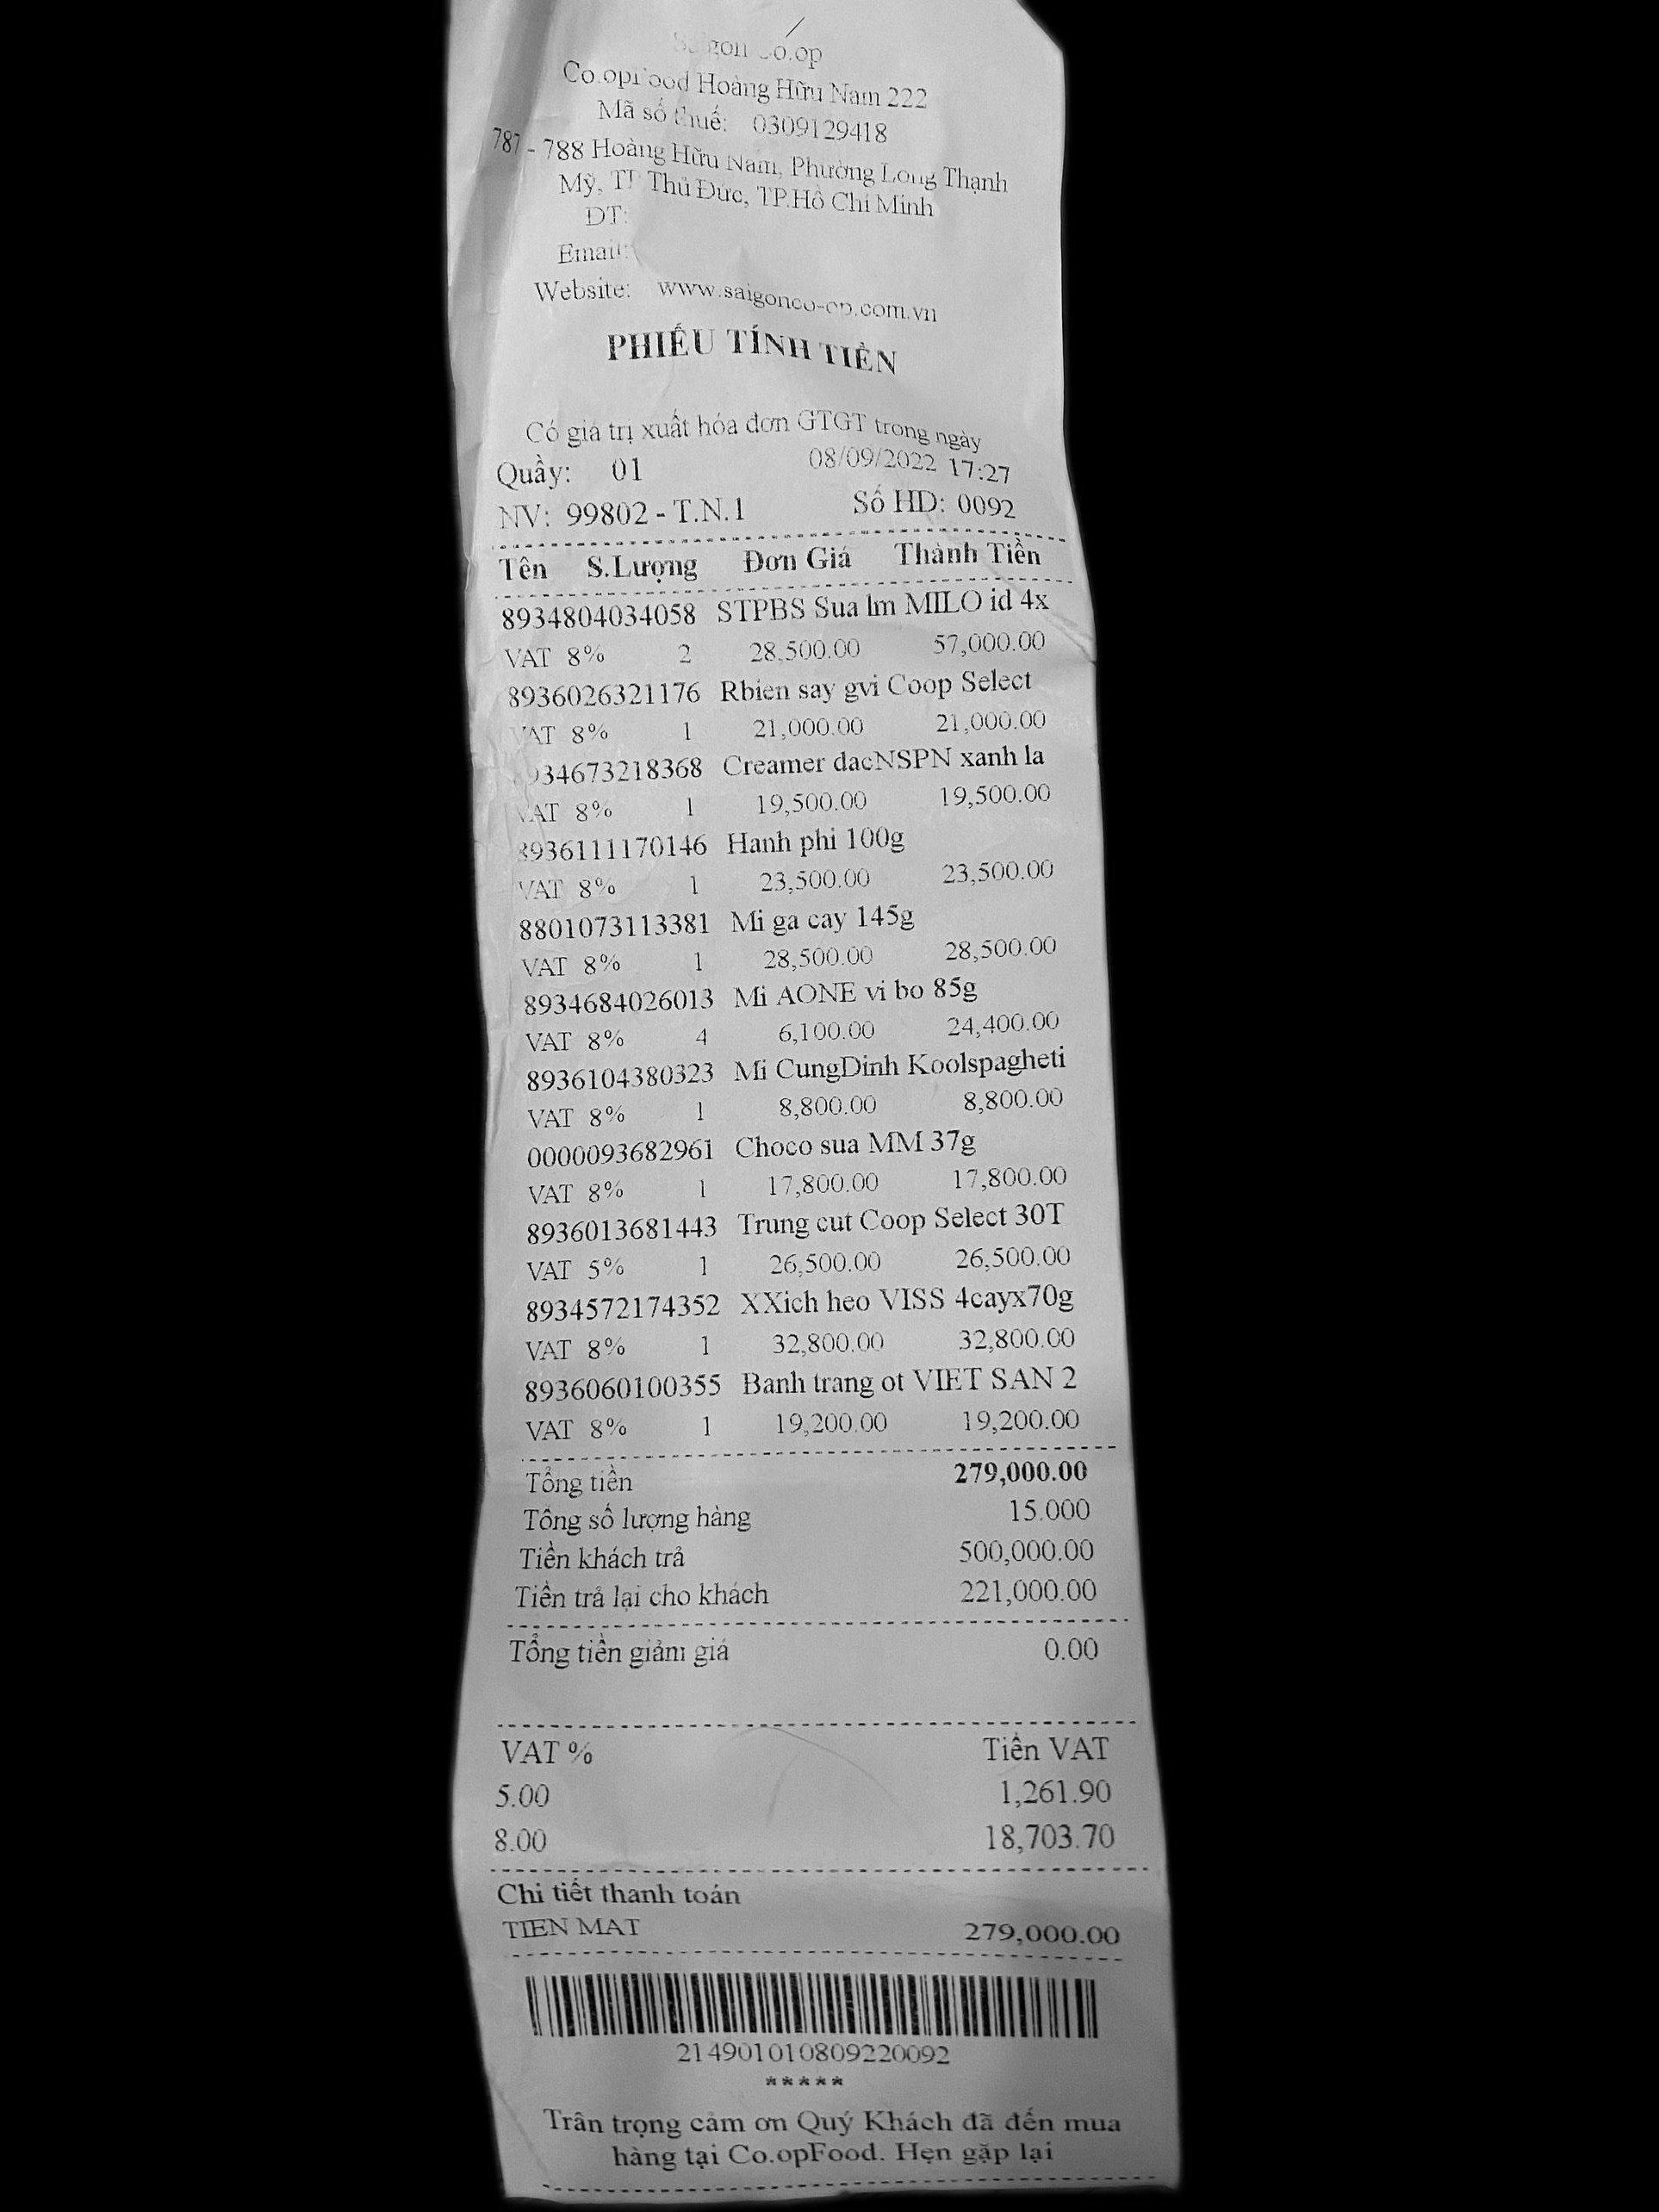 Saigon Co.op
Co.opFood Hoàng Hữu Nam 222
Mã số thuế: 0309129418
787 - 788 Hoàng Hữu Nam, Phường Long Thạnh
Mỹ, TP Thủ Đức, TP.Hồ Chí Minh
ĐT:
Email:
Website: www.saigonco-op.com.vn
PHIẾU TÍNH TIỀN
Có giá trị xuất hóa đơn GTGT trong ngày
Quầy: 01 08/09/2022 17:27
NV: 99802 - T.N.1 Số HD: 0092
Tên S.Lượng Đơn Giá Thành Tiền
8934804034058 STPBS Sua lm MILO id 4x
VAT 8% 2 28,500.00 57,000.00
8936026321176 Rbien say gvi Coop Select
VAT 8% 1 21,000.00 21,000.00
8934673218368 Creamer dacNSPN xanh la
VAT 8% 1 19,500.00 19,500.00
8936111170146 Hanh phi 100g
VAT 8% 1 23,500.00 23,500.00
8801073113381 Mi ga cay 145g
VAT 8% 1 28,500.00 28,500.00
8934684026013 Mi AONE vi bo 85g
VAT 8% 4 6,100.00 24,400.00
8936104380323 Mi CungDinh Koolspagheti
VAT 8% 1 8,800.00 8,800.00
0000093682961 Choco sua MM 37g
VAT 8% 1 17,800.00 17,800.00
8936013681443 Trung cut Coop Select 30T
VAT 5% 1 26,500.00 26,500.00
8934572174352 XXich heo VISS 4cayx70g
VAT 8% 1 32,800.00 32,800.00
8936060100355 Banh trang ot VIET SAN 2
VAT 8% 1 19,200.00 19,200.00
Tổng tiền 279,000.00
Tổng số lượng hàng 15.000
Tiền khách trả 500,000.00
Tiền trả lại cho khách 221,000.00
Tổng tiền giảm giá 0.00
VAT % Tiền VAT
5.00 1,261.90
8.00 18,703.70
Chi tiết thanh toán
TIEN MAT 279,000.00
214901010809220092
*****
Trân trọng cảm ơn Quý Khách đã đến mua
hàng tại Co.opFood. Hẹn gặp lại